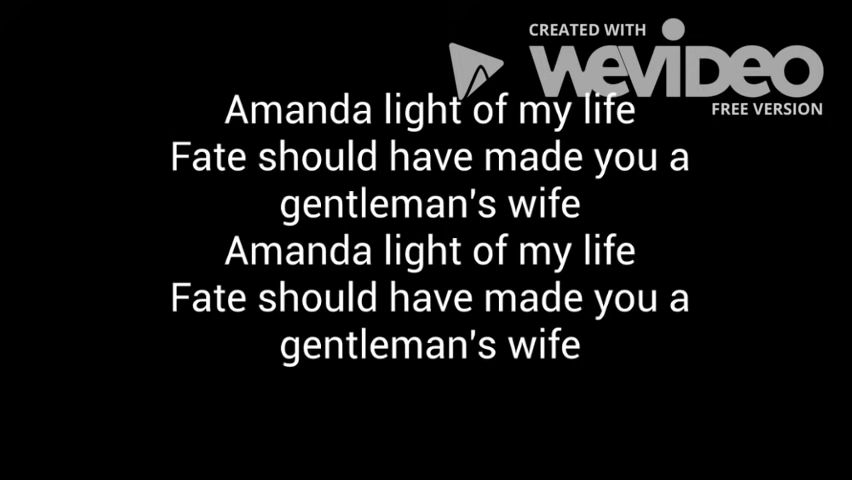 CREATED WITH
WEVIDEO
FREE VERSION
Amanda light of my life
Fate should have made you a
gentleman's wife
Amanda light of my life
Fate should have made you a
gentleman's wife